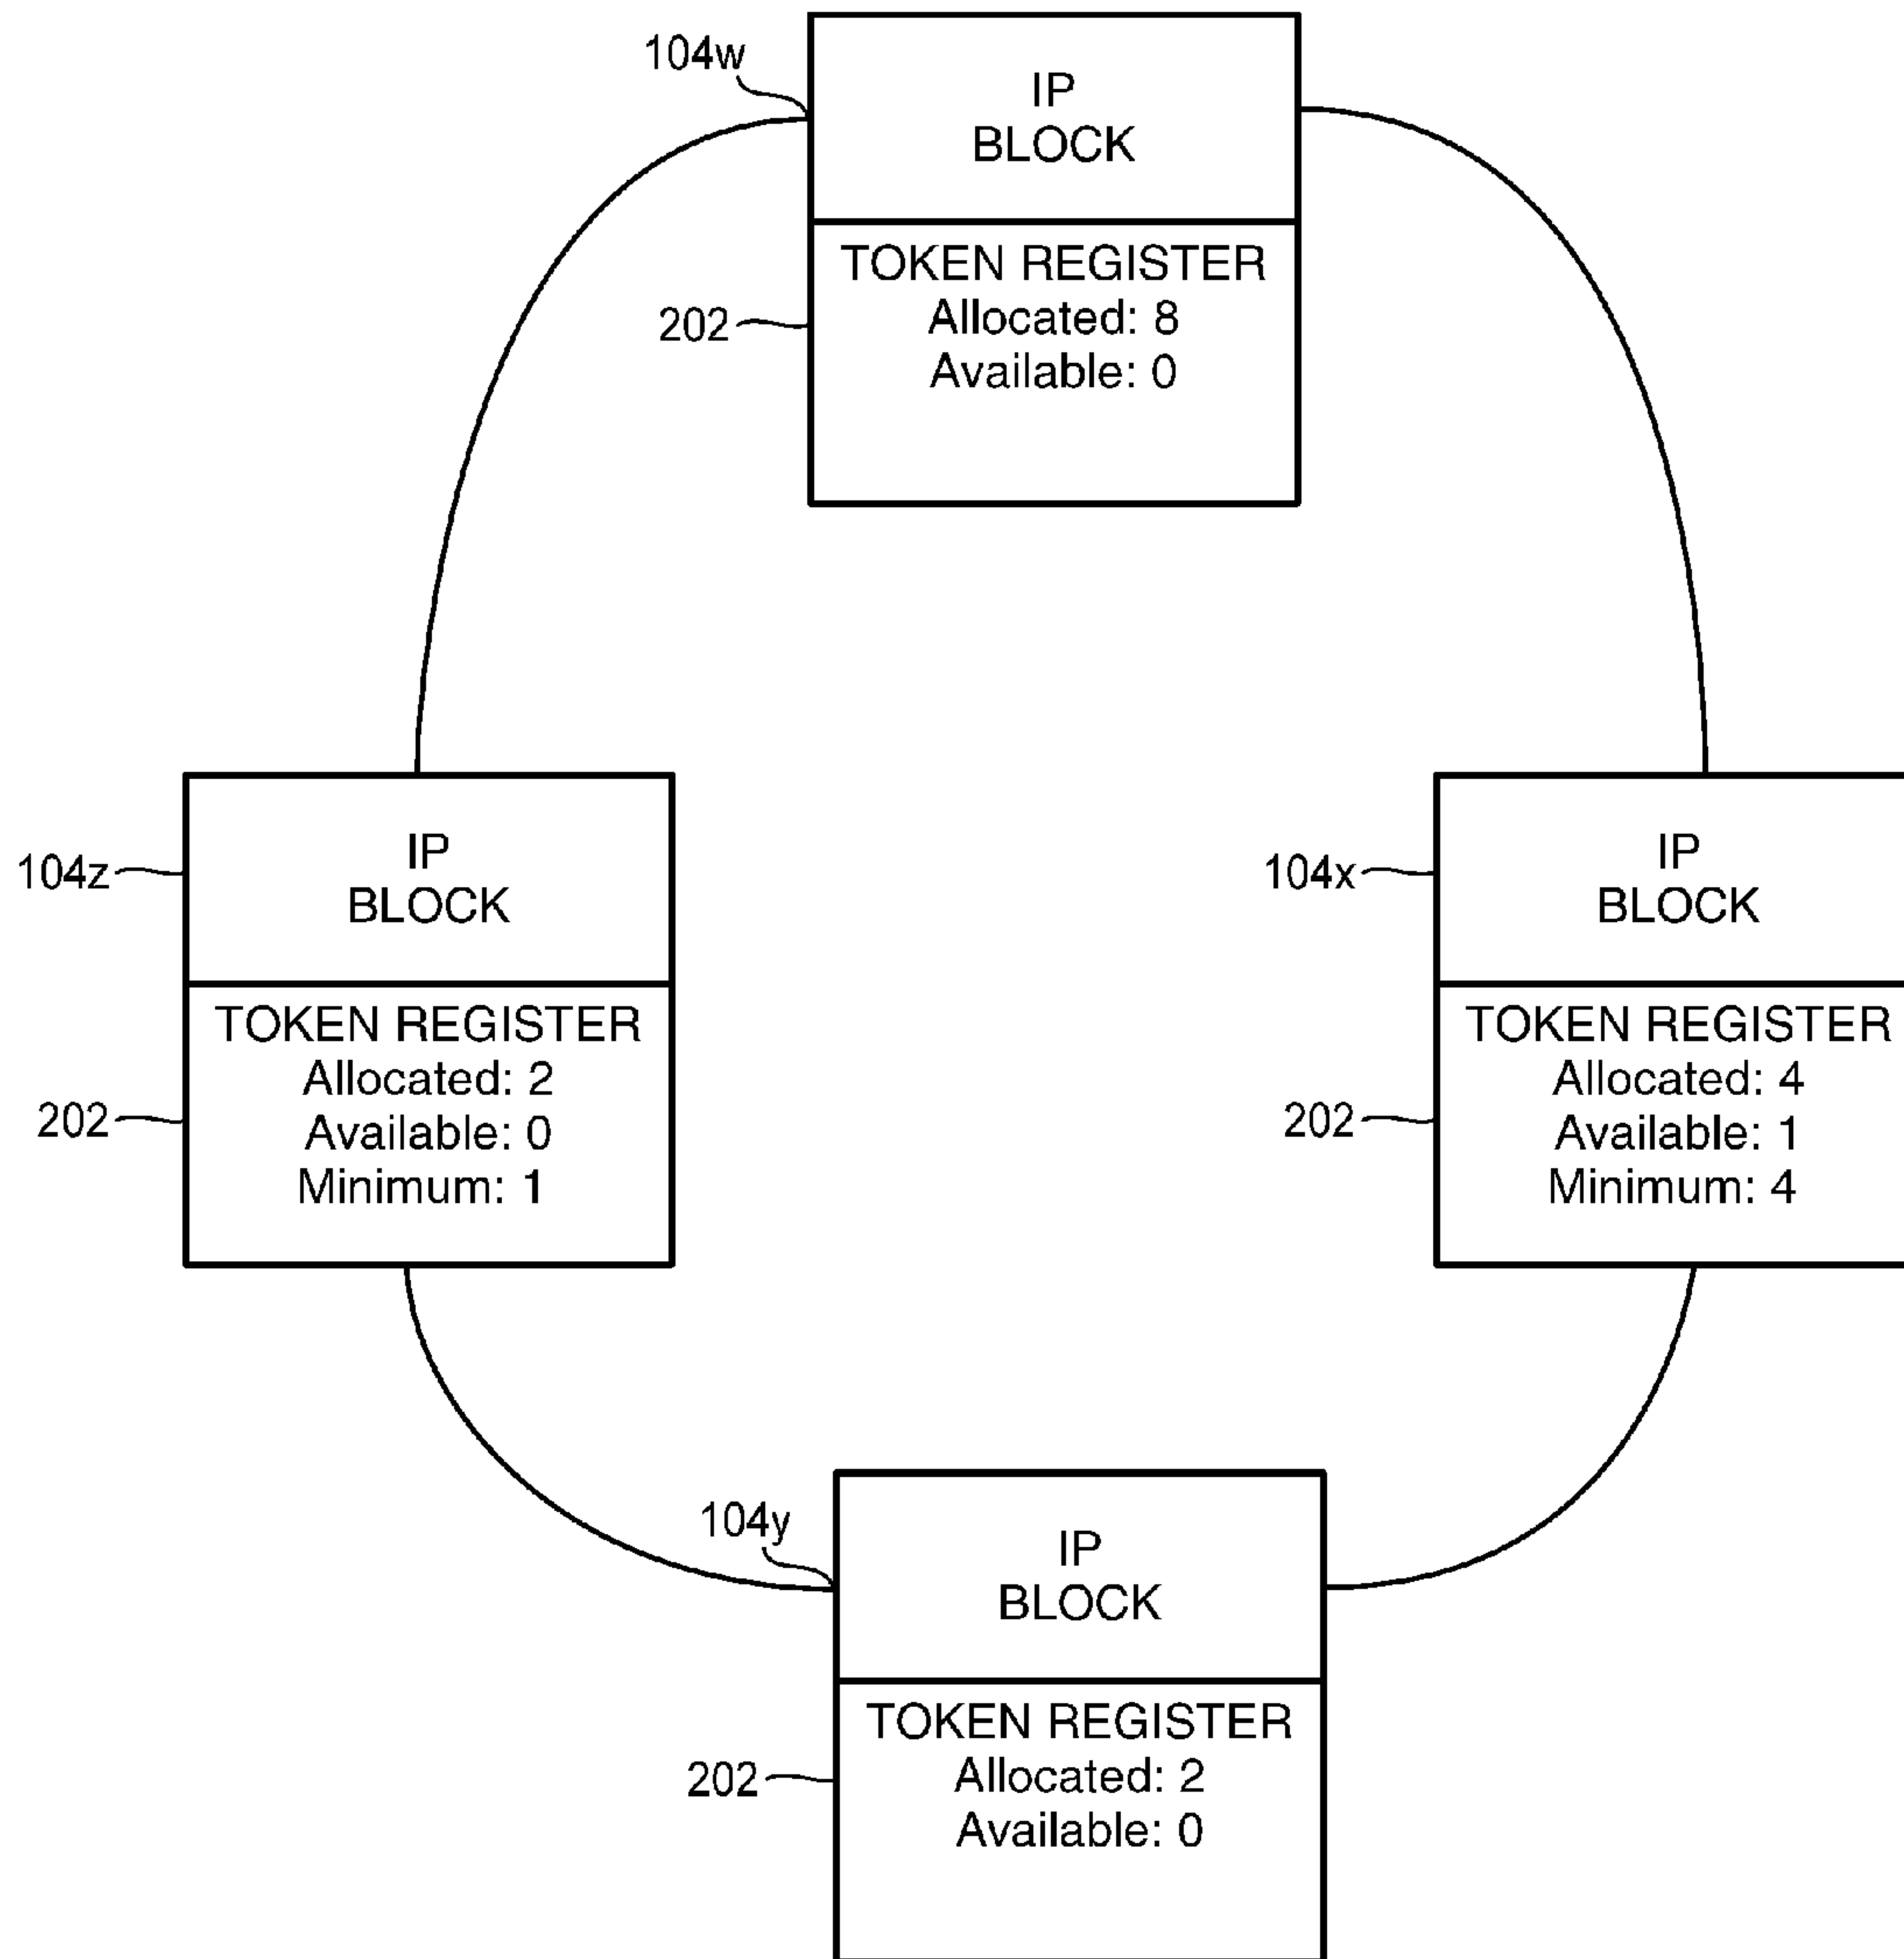 104w
IP
BLOCK
TOKEN REGISTER
202
Allocated: 8
Available: 0
104z
IP
BLOCK
TOKEN REGISTER
Allocated: 2
202
Available: 0
Minimum: 1
104x
IP
BLOCK
TOKEN REGISTER
Allocated: 4
202
Available: 1
Minimum: 4
104y
IP
BLOCK
TOKEN REGISTER
202
Allocated: 2
Available: 0